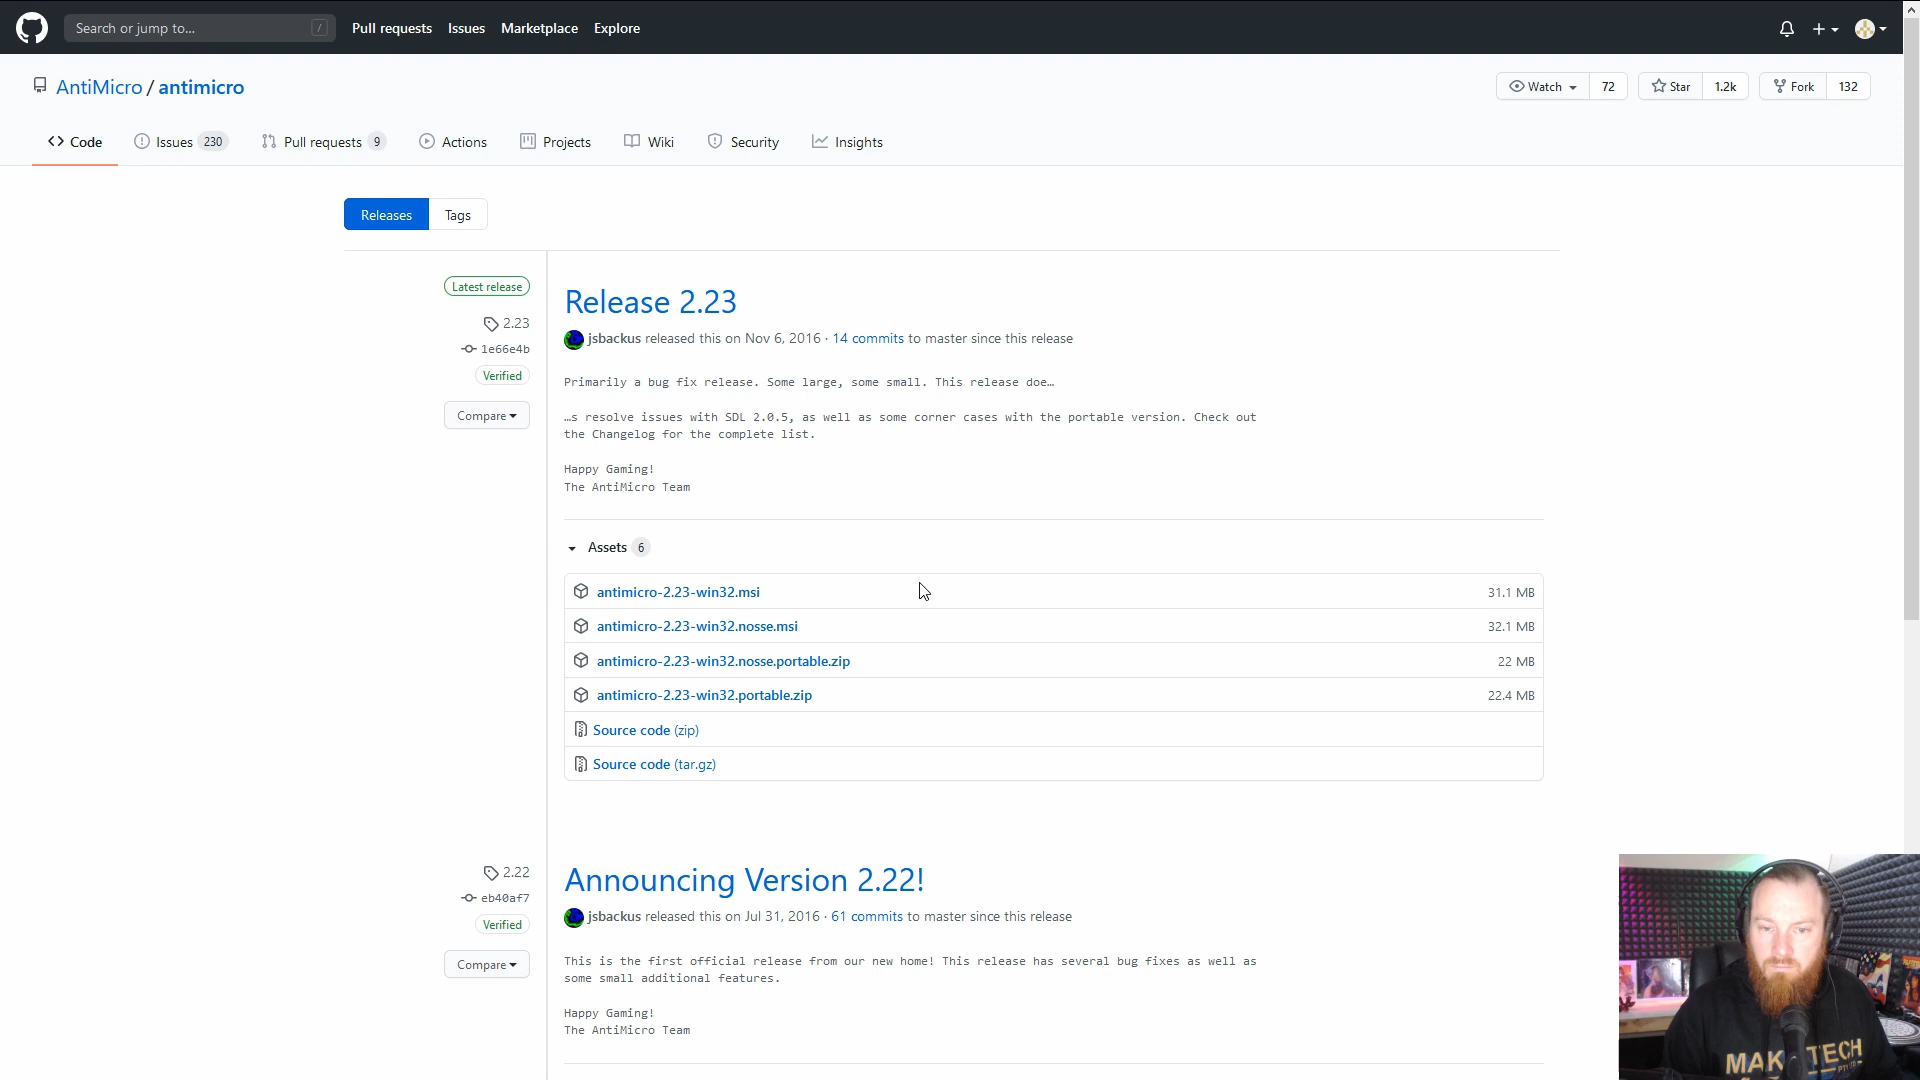 Search or jump to... /
Pull requests Issues Marketplace Explore
AntiMicro / antimicro
Watch 72 Star 1.2k Fork 132
Code Issues 230 Pull requests 9 Actions Projects Wiki Security Insights
Releases Tags
Latest release
2.23
1e66e4b
Verified
Compare
Release 2.23
jsbackus released this on Nov 6, 2016 · 14 commits to master since this release
Primarily a bug fix release. Some large, some small. This release doe…
…s resolve issues with SDL 2.0.5, as well as some corner cases with the portable version. Check out
the Changelog for the complete list.
Happy Gaming!
The AntiMicro Team
Assets 6
antimicro-2.23-win32.msi 31.1 MB
antimicro-2.23-win32.nosse.msi 32.1 MB
antimicro-2.23-win32.nosse.portable.zip 22 MB
antimicro-2.23-win32.portable.zip 22.4 MB
Source code (zip)
Source code (tar.gz)
2.22
eb40af7
Verified
Compare
Announcing Version 2.22!
jsbackus released this on Jul 31, 2016 · 61 commits to master since this release
This is the first official release from our new home! This release has several bug fixes as well as
some small additional features.
Happy Gaming!
The AntiMicro Team
TECH